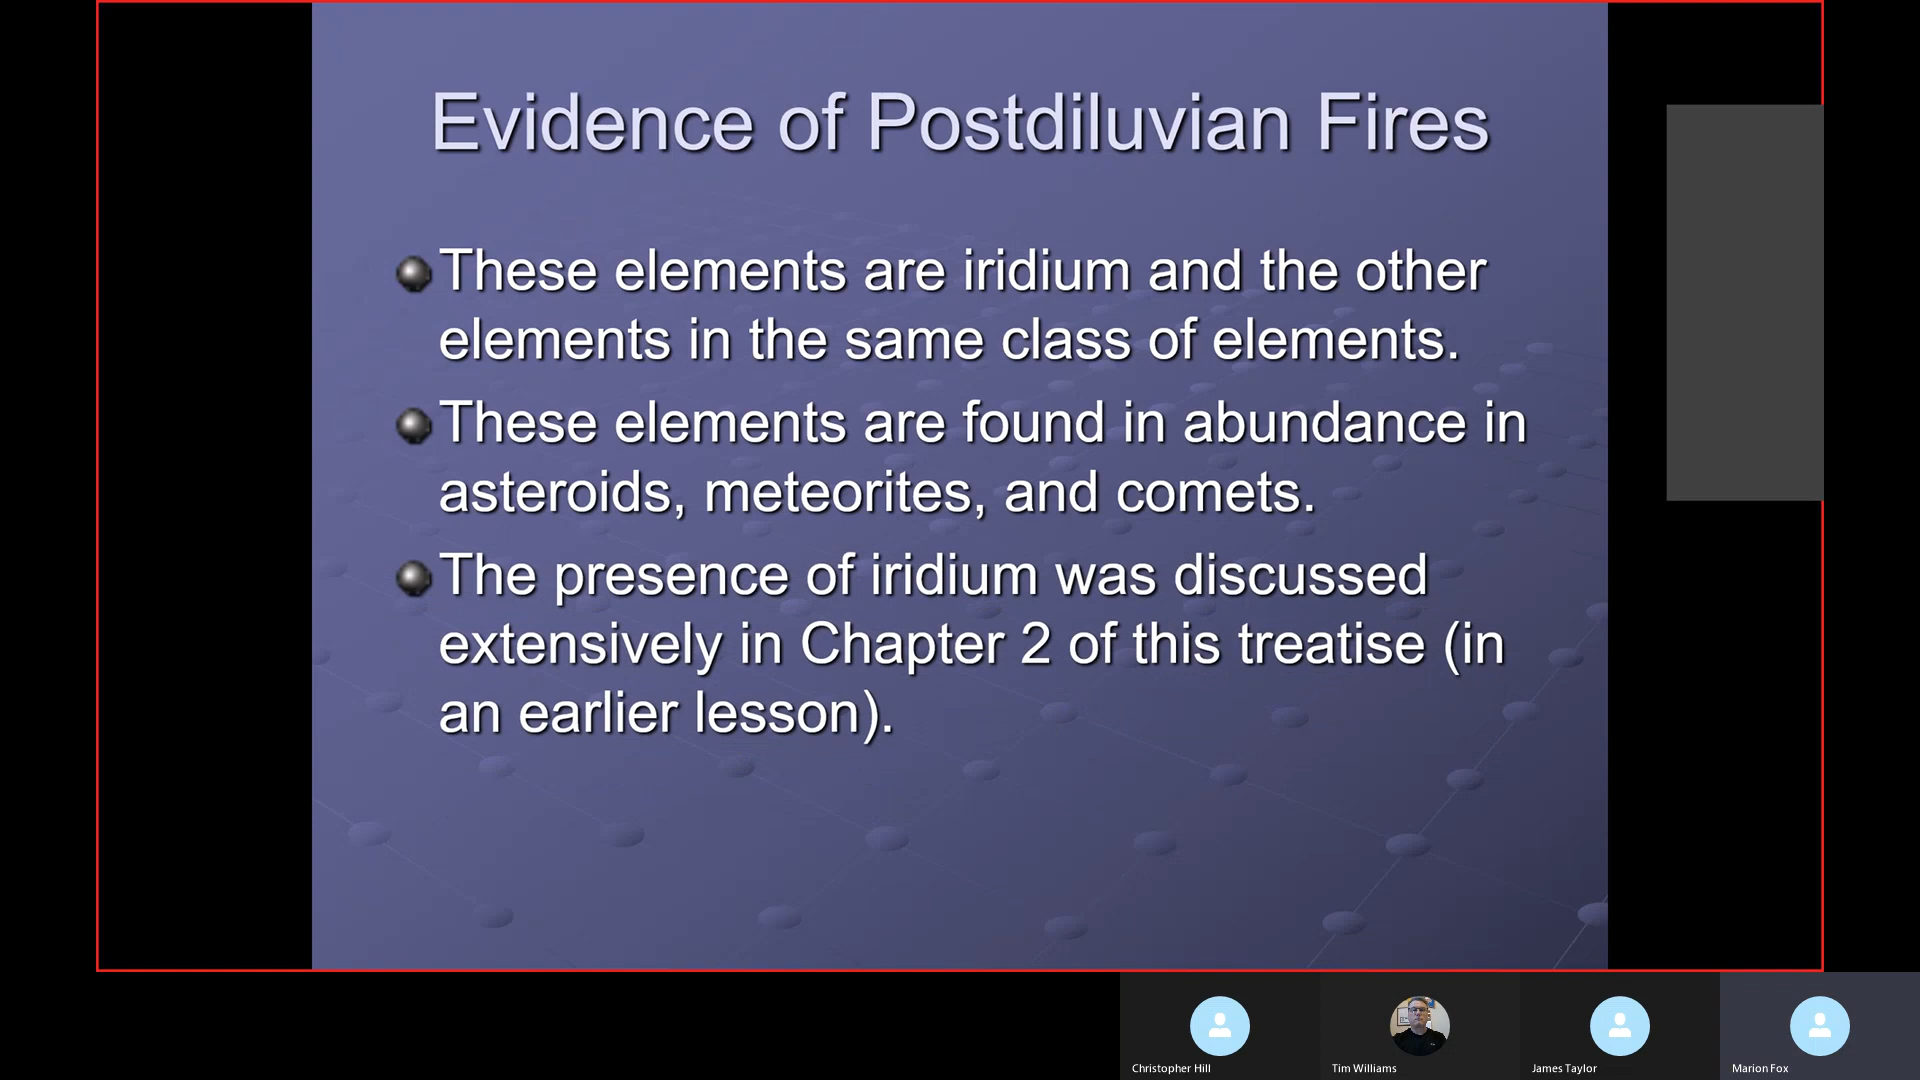 Evidence of Postdiluvian Fires
These elements are iridium and the other
elements in the same class of elements.
These elements are found in abundance in
asteroids, meteorites, and comets.
The presence of iridium was discussed
extensively in Chapter 2 of this treatise (in
an earlier lesson).
Christopher Hill
Tim Williams
James Taylor
Marion Fox